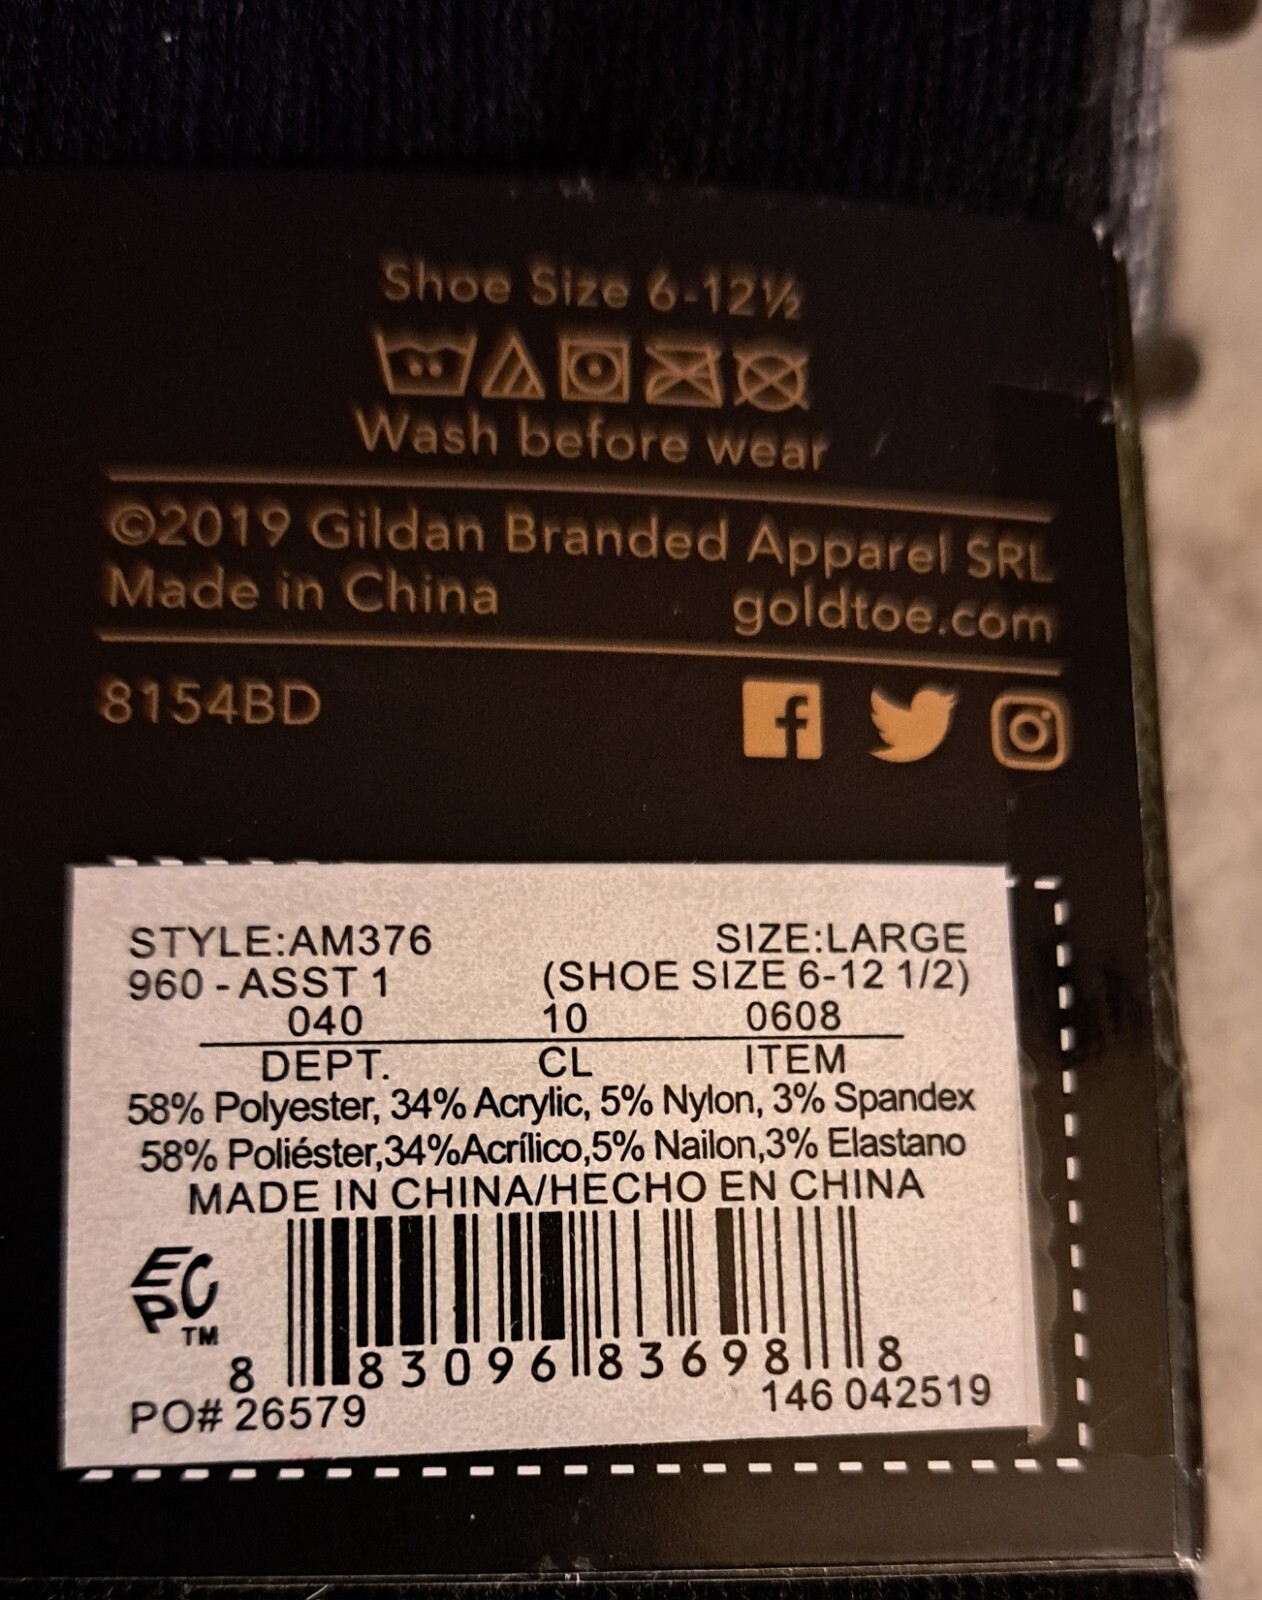 Shoe Size 6-12½
Wash before wear
©2019 Gildan Branded Apparel SRL
Made in China goldtoe.com
8154BD
STYLE:AM376 SIZE:LARGE
960 - ASST 1 (SHOE SIZE 6-12 1/2)
040 10 0608
DEPT. CL ITEM
58% Polyester, 34% Acrylic, 5% Nylon, 3% Spandex
58% Poliéster,34%Acrílico,5% Nailon,3% Elastano
MADE IN CHINA/HECHO EN CHINA
EPC TM
8 83096 83698 8
PO# 26579 146 042519